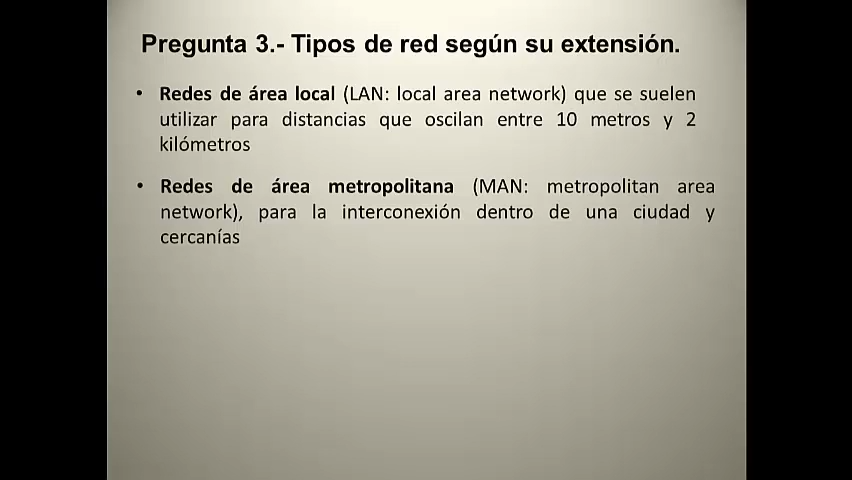 Pregunta 3.- Tipos de red según su extensión.
• Redes de área local (LAN: local area network) que se suelen
utilizar para distancias que oscilan entre 10 metros y 2
kilómetros
• Redes de área metropolitana (MAN: metropolitan area
network), para la interconexión dentro de una ciudad y
cercanías